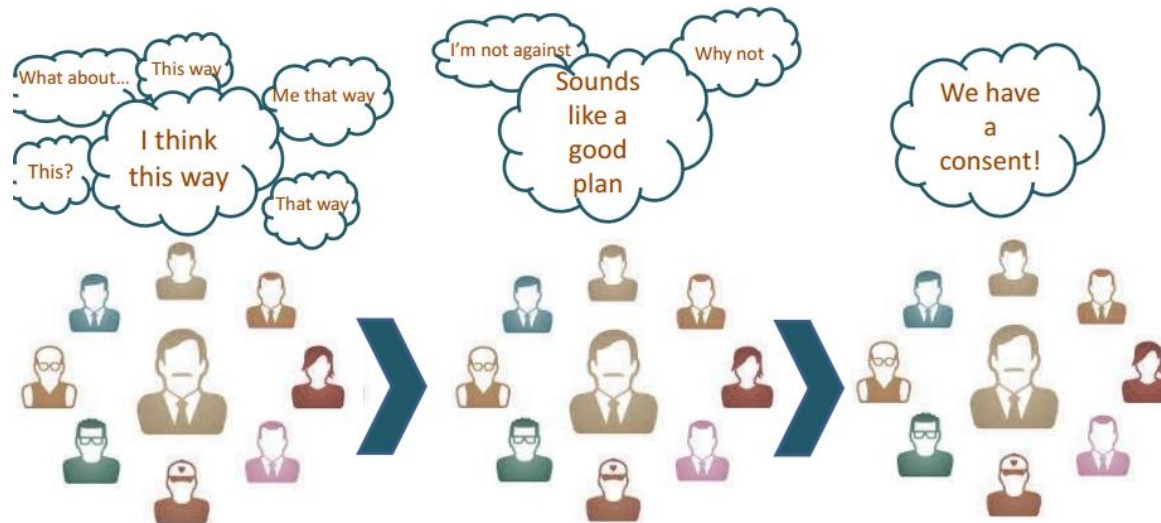 What about...
This way
Me that way
I think
this way
This?
That way
I'm not against
Why not
Sounds
like a
good
plan
We have
a
consent!